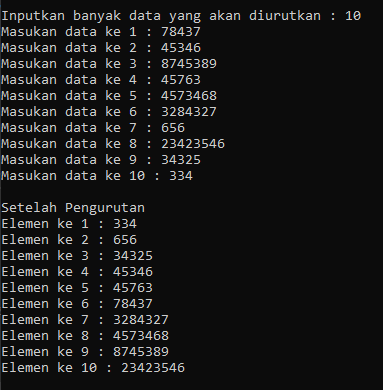 Inputkan banyak data yang akan diurutkan : 10
Masukan data ke 1 : 78437
Masukan data ke 2 : 45346
Masukan data ke 3 : 8745389
Masukan data ke 4 : 45763
Masukan data ke 5 : 4573468
Masukan data ke 6 : 3284327
Masukan data ke 7 : 656
Masukan data ke 8 : 23423546
Masukan data ke 9 : 34325
Masukan data ke 10 : 334
Setelah Pengurutan
Elemen ke 1 : 334
Elemen ke 2 : 656
Elemen ke 3 : 34325
Elemen ke 4 : 45346
Elemen ke 5 : 45763
Elemen ke 6 : 78437
Elemen ke 7 : 3284327
Elemen ke 8 : 4573468
Elemen ke 9 : 8745389
Elemen ke 10 : 23423546